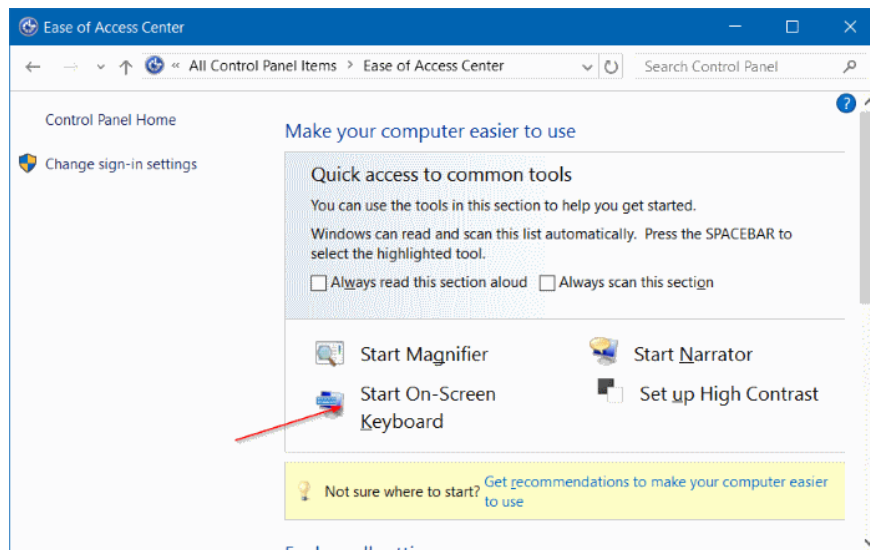 Ease of Access Center
« All Control Panel Items > Ease of Access Center
Search Control Panel
Control Panel Home
Change sign-in settings
?
Make your computer easier to use
Quick access to common tools
You can use the tools in this section to help you get started.
Windows can read and scan this list automatically. Press the SPACEBAR to
select the highlighted tool.
Always read this section aloud
Always scan this section
Start Magnifier
Start Narrator
Start On-Screen
Keyboard
Set up High Contrast
Not sure where to start?
Get recommendations to make your computer easier
to use